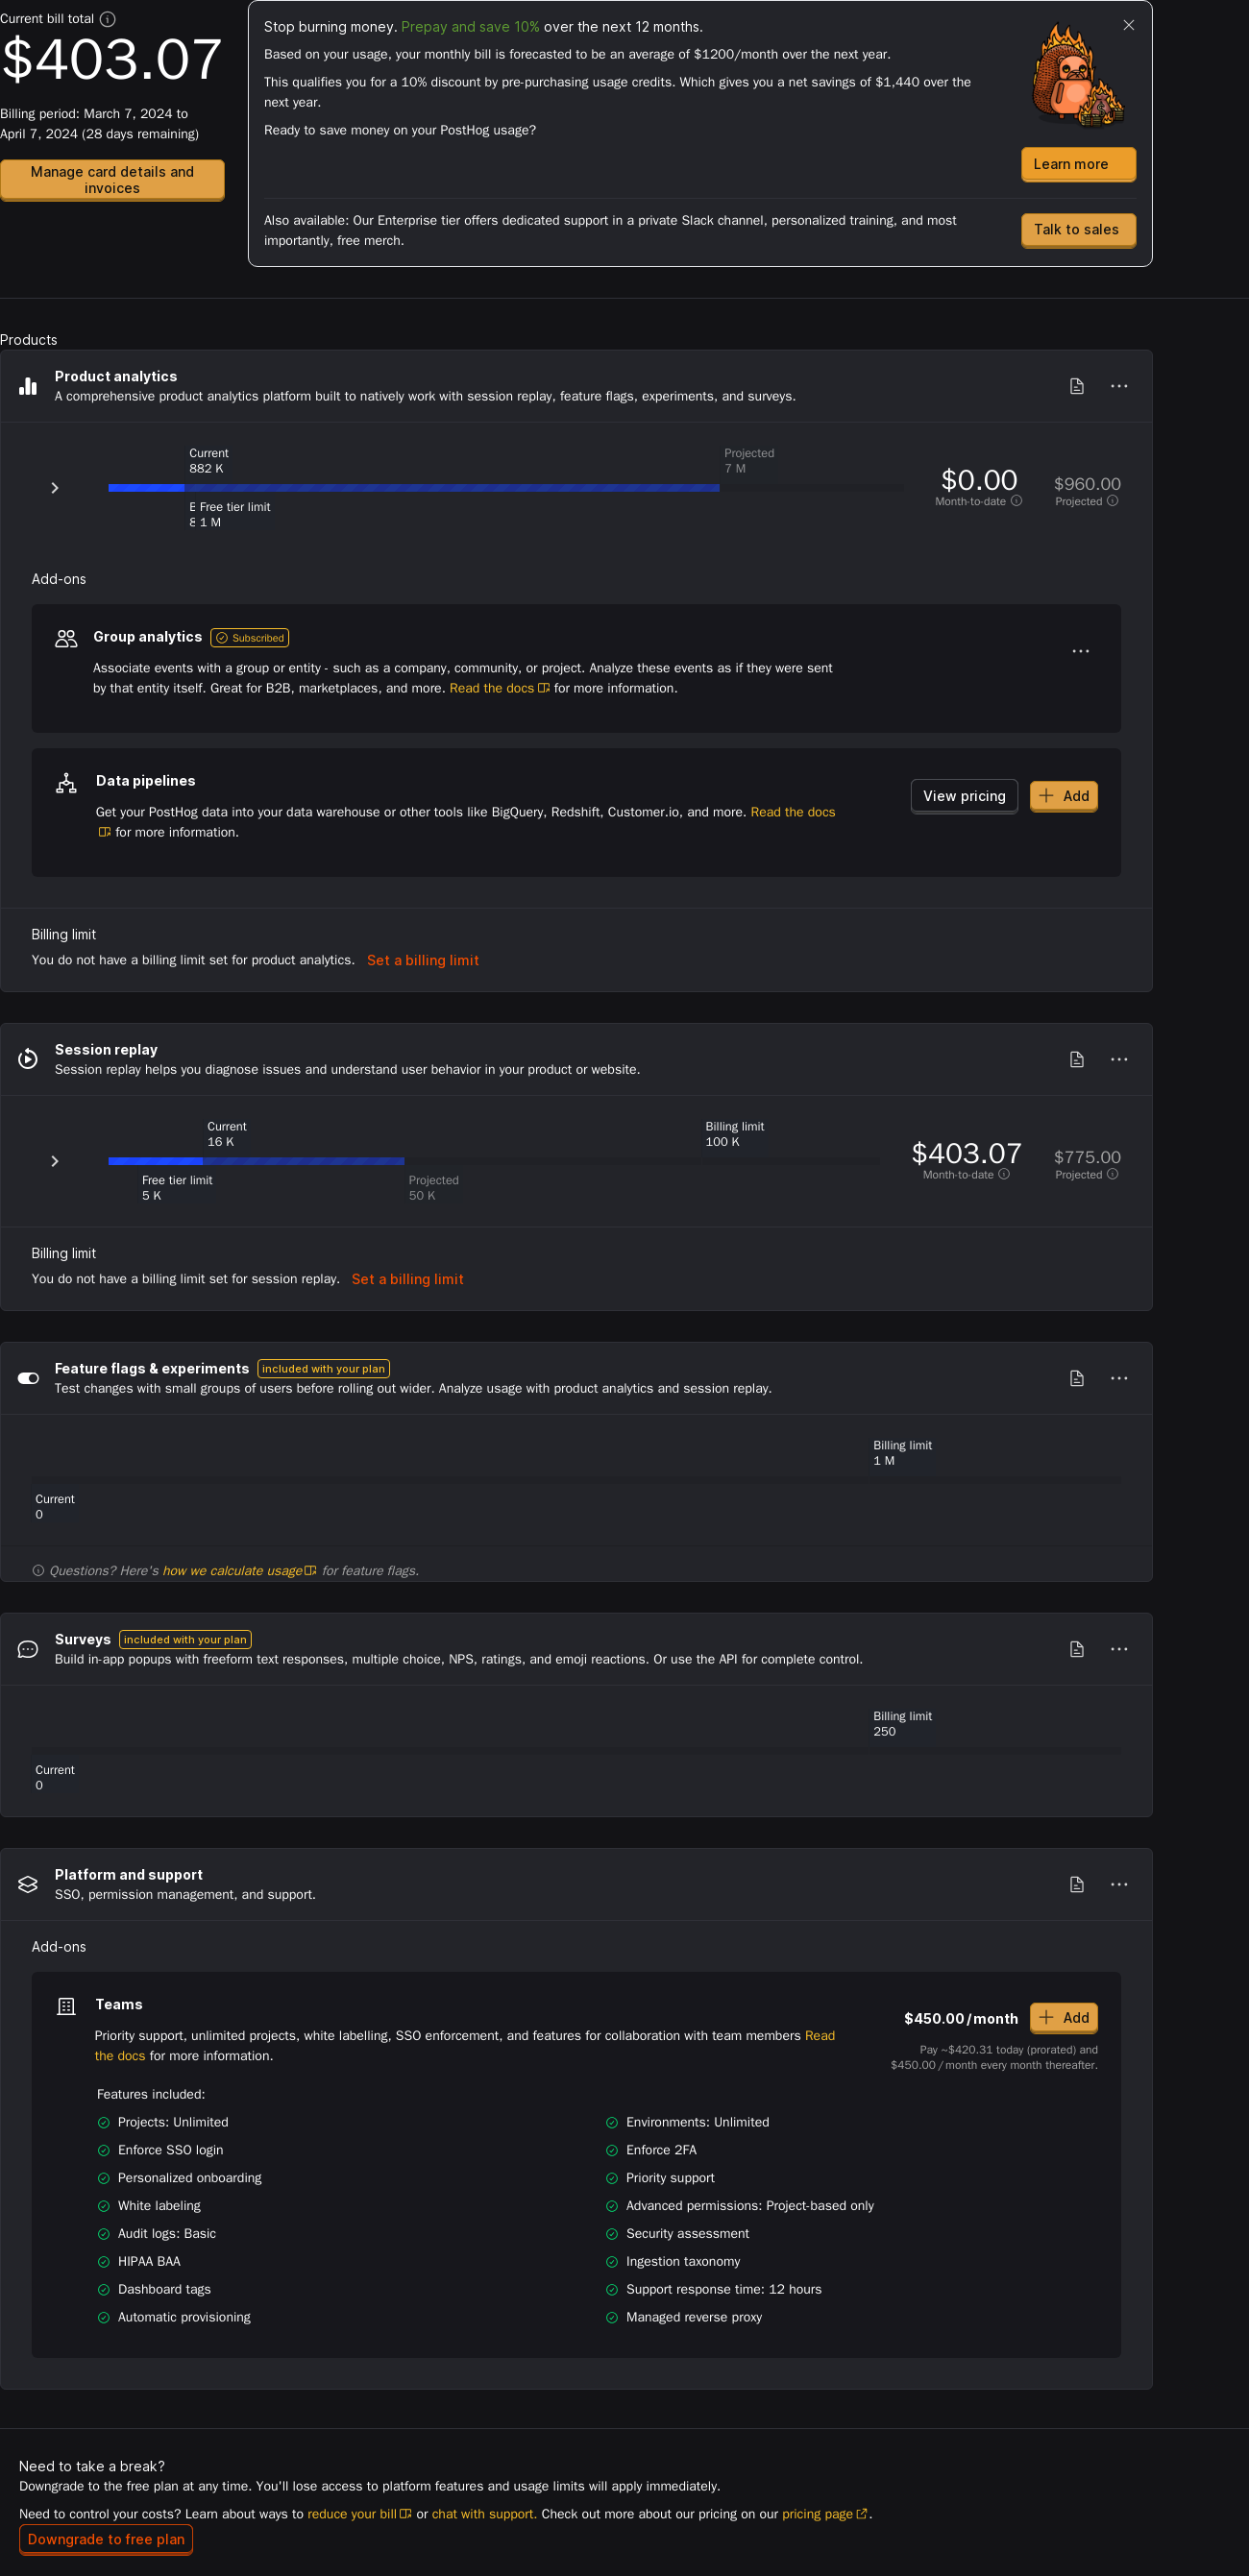 Current bill total
$403.07
Billing period: March 7, 2024 to
April 7, 2024 (28 days remaining)
Manage card details and
invoices
Stop burning money. Prepay and save 10% over the next 12 months.
Based on your usage, your monthly bill is forecasted to be an average of $1200/month over the next year.
This qualifies you for a 10% discount by pre-purchasing usage credits. Which gives you a net savings of $1,440 over the
next year.
Ready to save money on your PostHog usage?
Learn more
Also available: Our Enterprise tier offers dedicated support in a private Slack channel, personalized training, and most
importantly, free merch.
Talk to sales
Products
Product analytics
A comprehensive product analytics platform built to natively work with session replay, feature flags, experiments, and surveys.
Current
882 K
Projected
7 M
Free tier limit
1 M
$0.00
Month-to-date
$960.00
Projected
Add-ons
Group analytics Subscribed
Associate events with a group or entity - such as a company, community, or project. Analyze these events as if they were sent
by that entity itself. Great for B2B, marketplaces, and more. Read the docs for more information.
Data pipelines
Get your PostHog data into your data warehouse or other tools like BigQuery, Redshift, Customer.io, and more. Read the docs
for more information.
View pricing
Add
Billing limit
You do not have a billing limit set for product analytics. Set a billing limit
Session replay
Session replay helps you diagnose issues and understand user behavior in your product or website.
Current
16 K
Billing limit
100 K
Free tier limit
5 K
Projected
50 K
$403.07
Month-to-date
$775.00
Projected
Billing limit
You do not have a billing limit set for session replay. Set a billing limit
Feature flags & experiments included with your plan
Test changes with small groups of users before rolling out wider. Analyze usage with product analytics and session replay.
Billing limit
1 M
Current
0
Questions? Here's how we calculate usage for feature flags.
Surveys included with your plan
Build in-app popups with freeform text responses, multiple choice, NPS, ratings, and emoji reactions. Or use the API for complete control.
Billing limit
250
Current
0
Platform and support
SSO, permission management, and support.
Add-ons
Teams
Priority support, unlimited projects, white labelling, SSO enforcement, and features for collaboration with team members Read
the docs for more information.
$450.00/month
Add
Pay ~$420.31 today (prorated) and
$450.00/month every month thereafter.
Features included:
Projects: Unlimited
Environments: Unlimited
Enforce SSO login
Enforce 2FA
Personalized onboarding
Priority support
White labeling
Advanced permissions: Project-based only
Audit logs: Basic
Security assessment
HIPAA BAA
Ingestion taxonomy
Dashboard tags
Support response time: 12 hours
Automatic provisioning
Managed reverse proxy
Need to take a break?
Downgrade to the free plan at any time. You'll lose access to platform features and usage limits will apply immediately.
Need to control your costs? Learn about ways to reduce your bill or chat with support. Check out more about our pricing on our pricing page.
Downgrade to free plan